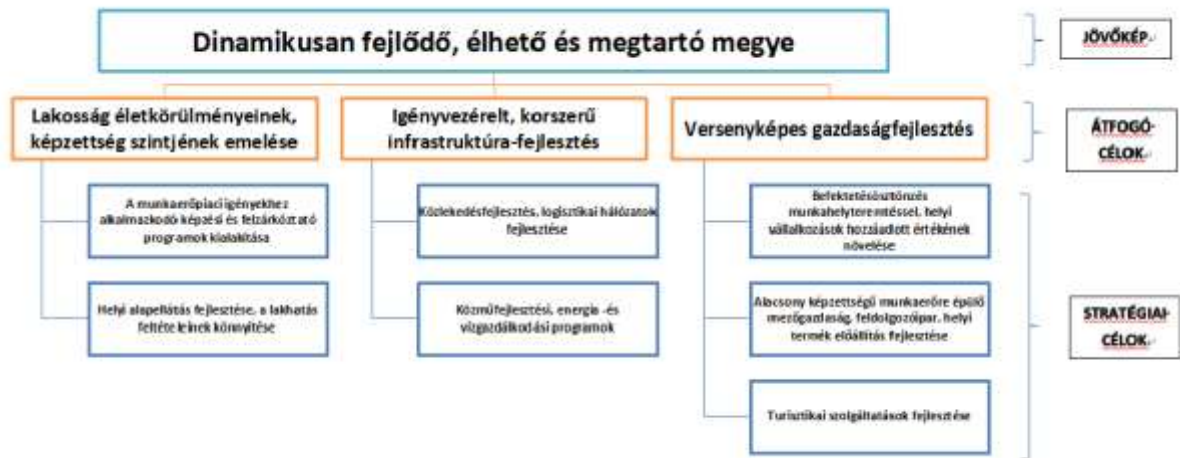 Dinamikusan fejlődő, élhető és megtartó megye
JÖVŐKÉP
Lakosság életkörülményeinek,
képzettség szintjének emelése
Igényvezérelt, korszerű
infrastruktúra-fejlesztés
Versenyképes gazdaságfejlesztés
ÁTFOGÓ
CÉLOK
A munkaerőpiaci igényekhez
alkalmazkodó képzési és felzárkóztató
programok kialakítása
Közlekedésfejlesztés, logisztikai hálózatok
fejlesztése
Befektetésösztönzés
munkahelyteremtéssel, helyi
vállalkozások hozzáadott értékének
növelése
Helyi alapellátás fejlesztése, a lakhatás
feltételeinek könnyítése
Közműfejlesztési, energia -és
vízgazdálkodási programok
Alacsony képzettségű munkaerőre épülő
mezőgazdaság, feldolgozóipar, helyi
termék előállítás fejlesztése
STRATÉGIAI
CÉLOK
Turisztikai szolgáltatások fejlesztése